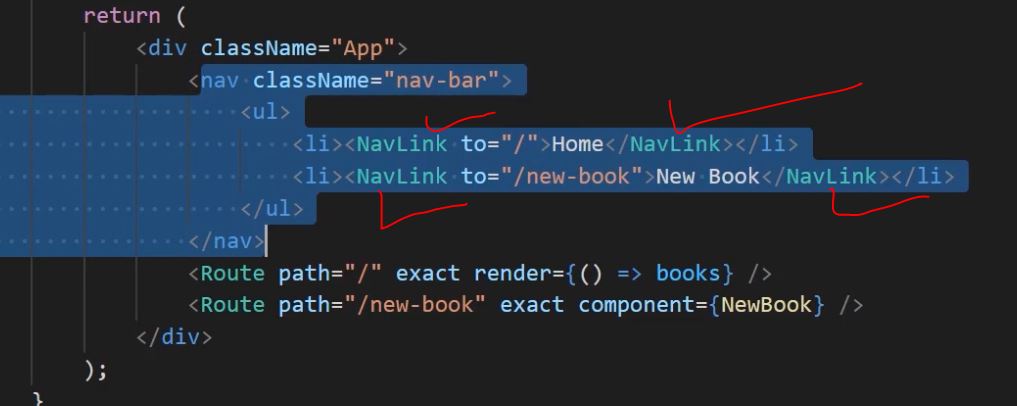 return (
<div className="App">
<nav className="nav-bar">
<ul>
<li><NavLink to="/">Home</NavLink></li>
<li><NavLink to="/new-book">New Book</NavLink></li>
</ul>
</nav>
<Route path="/" exact render={() => books} />
<Route path="/new-book" exact component={NewBook} />
</div>
);
}